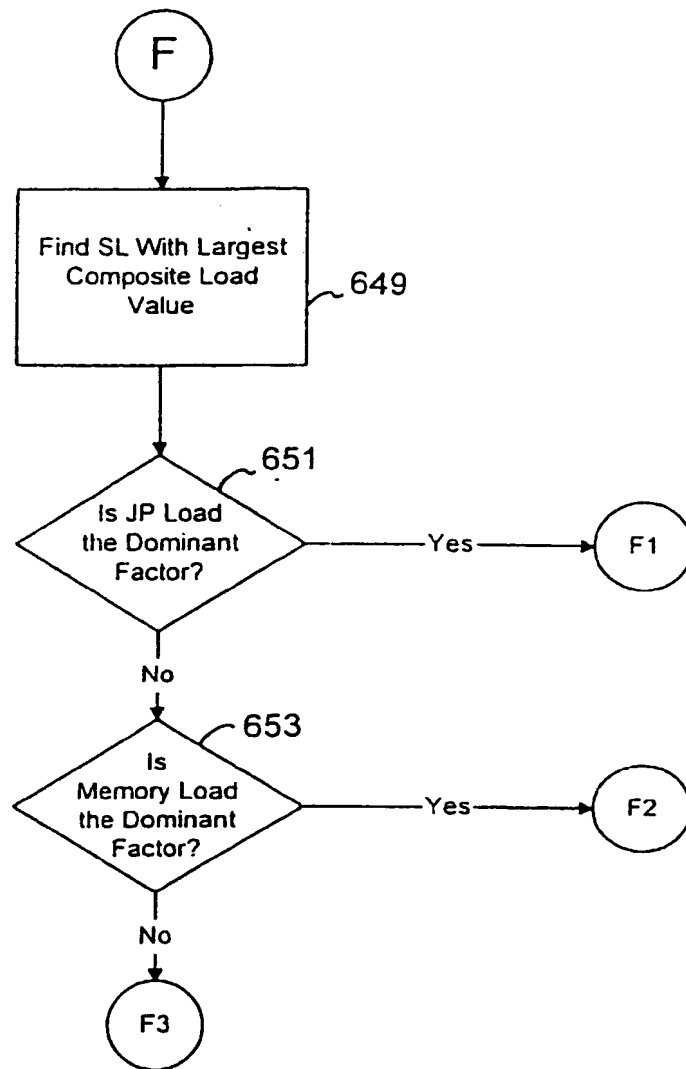 F
Find SL With Largest
Composite Load
Value
649
651
Is JP Load
the Dominant
Factor?
Yes
F1
No
653
Is
Memory Load
the Dominant
Factor?
Yes
F2
No
F3